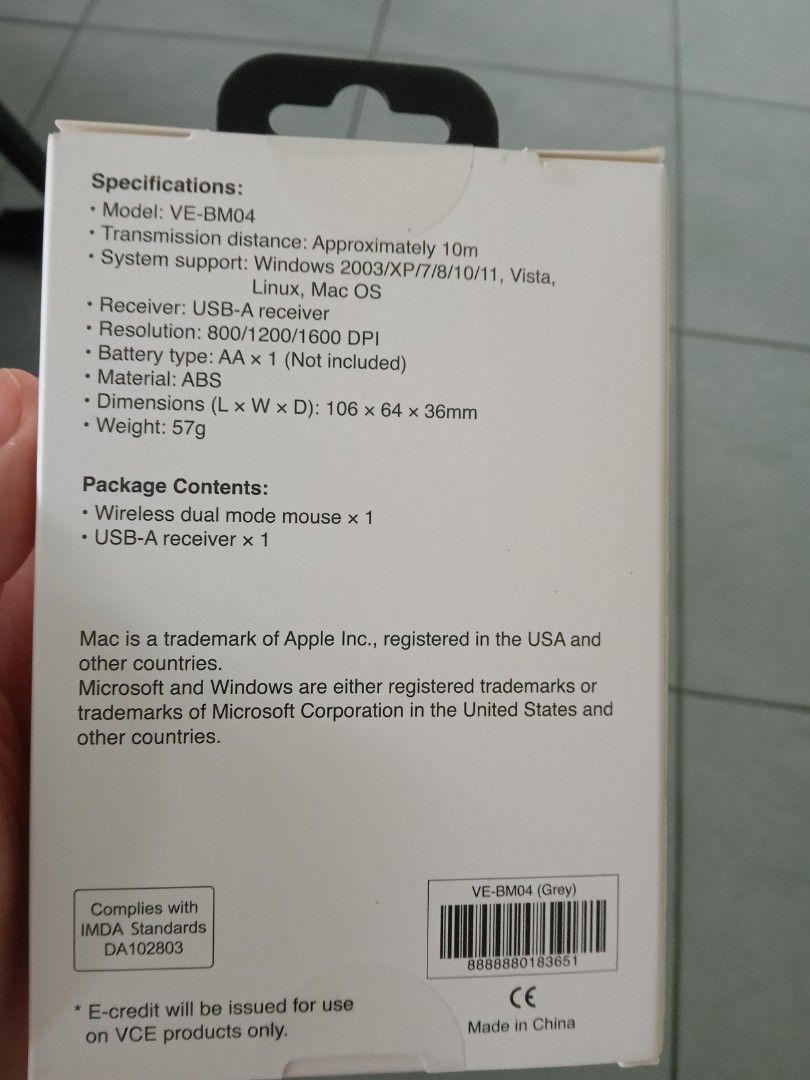 Specifications:
• Model: VE-BM04
• Transmission distance: Approximately 10m
• System support: Windows 2003/XP/7/8/10/11, Vista,
Linux, Mac OS
• Receiver: USB-A receiver
• Resolution: 800/1200/1600 DPI
• Battery type: AA × 1 (Not included)
• Material: ABS
• Dimensions (L × W × D): 106 × 64 × 36mm
• Weight: 57g
Package Contents:
• Wireless dual mode mouse × 1
• USB-A receiver × 1
Mac is a trademark of Apple Inc., registered in the USA and
other countries.
Microsoft and Windows are either registered trademarks or
trademarks of Microsoft Corporation in the United States and
other countries.
Complies with
IMDA Standards
DA102803
VE-BM04 (Grey)
8888880183651
CE
Made in China
* E-credit will be issued for use
on VCE products only.